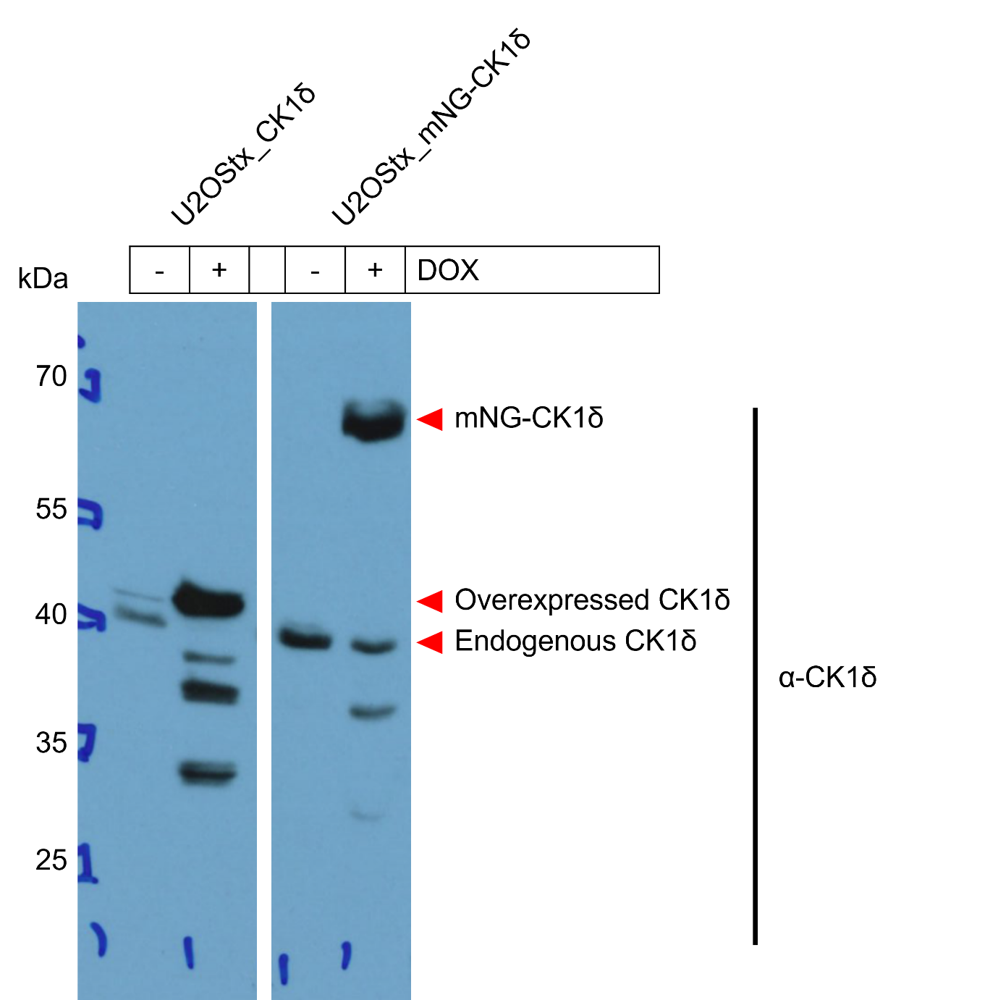 U2OStx_CK1δ
U2OStx_mNG-CK1δ
- + - + DOX
kDa
70
mNG-CK1δ
55
Overexpressed CK1δ
40
Endogenous CK1δ
α-CK1δ
35
25